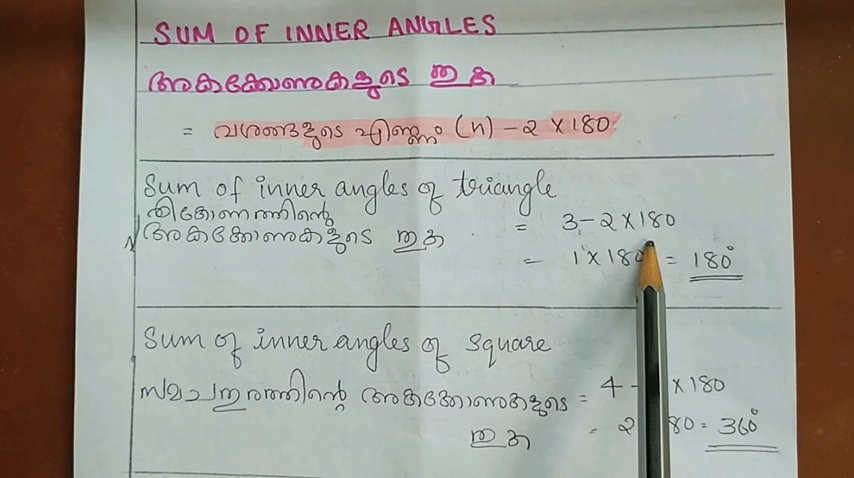 SUM OF INNER ANGLES
അകക്കോണുകളുടെ തുക
= വശങ്ങളുടെ എണ്ണം (n) - 2 X 180
Sum of inner angles of triangle
ത്രികോണത്തിന്റെ
അകക്കോണുകളുടെ തുക = 3 - 2 X 180
= 1 X 180 = 180°
Sum of inner angles of square
സമചതുരത്തിന്റെ അകക്കോണുകളുടെ = 4 - X 180
തുക = 2 80 = 360°